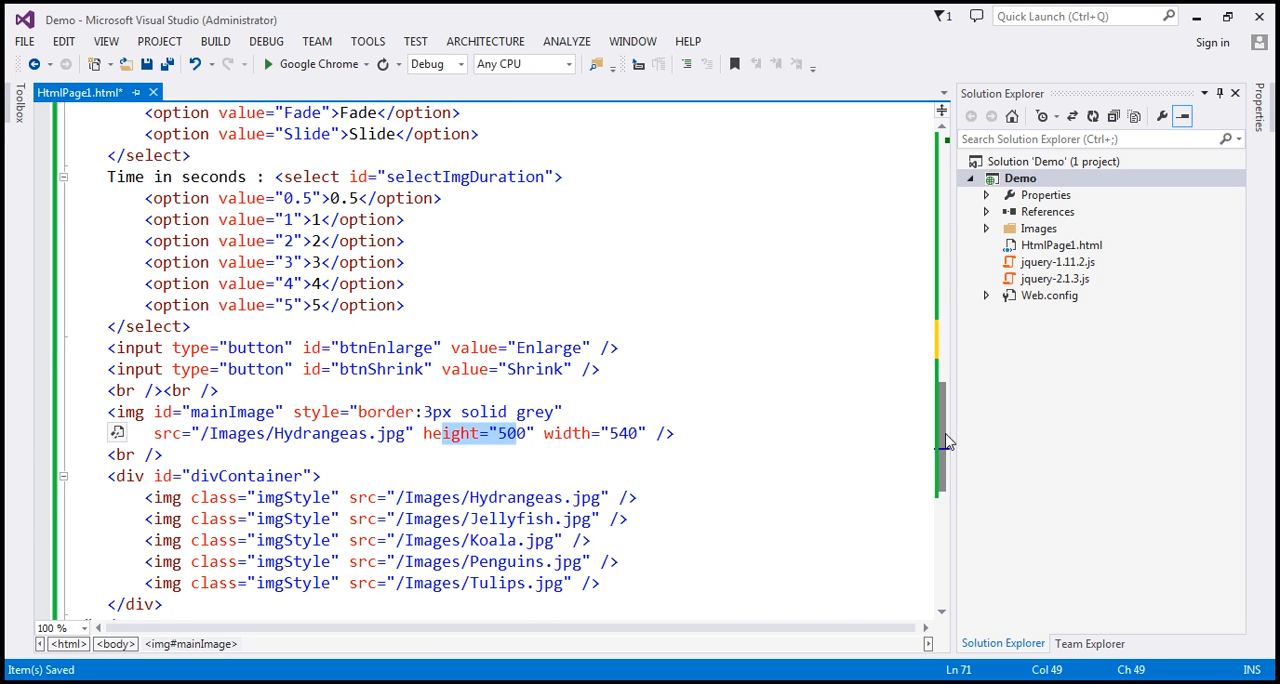 Demo - Microsoft Visual Studio (Administrator)
1
Quick Launch (Ctrl+Q)
FILE EDIT VIEW PROJECT BUILD DEBUG TEAM TOOLS TEST ARCHITECTURE ANALYZE WINDOW HELP
Sign in
Google Chrome Debug Any CPU
Toolbox
HtmlPage1.html*
<option value="Fade">Fade</option>
<option value="Slide">Slide</option>
</select>
Time in seconds : <select id="selectImgDuration">
<option value="0.5">0.5</option>
<option value="1">1</option>
<option value="2">2</option>
<option value="3">3</option>
<option value="4">4</option>
<option value="5">5</option>
</select>
<input type="button" id="btnEnlarge" value="Enlarge" />
<input type="button" id="btnShrink" value="Shrink" />
<br /><br />
<img id="mainImage" style="border:3px solid grey"
src="/Images/Hydrangeas.jpg" height="500" width="540" />
<br />
<div id="divContainer">
<img class="imgStyle" src="/Images/Hydrangeas.jpg" />
<img class="imgStyle" src="/Images/Jellyfish.jpg" />
<img class="imgStyle" src="/Images/Koala.jpg" />
<img class="imgStyle" src="/Images/Penguins.jpg" />
<img class="imgStyle" src="/Images/Tulips.jpg" />
</div>
100 %
<html> <body> <img#mainImage>
Solution Explorer
Search Solution Explorer (Ctrl+;)
Solution 'Demo' (1 project)
Demo
Properties
References
Images
HtmlPage1.html
jquery-1.11.2.js
jquery-2.1.3.js
Web.config
Solution Explorer Team Explorer
Properties
Item(s) Saved
Ln 71 Col 49 Ch 49 INS